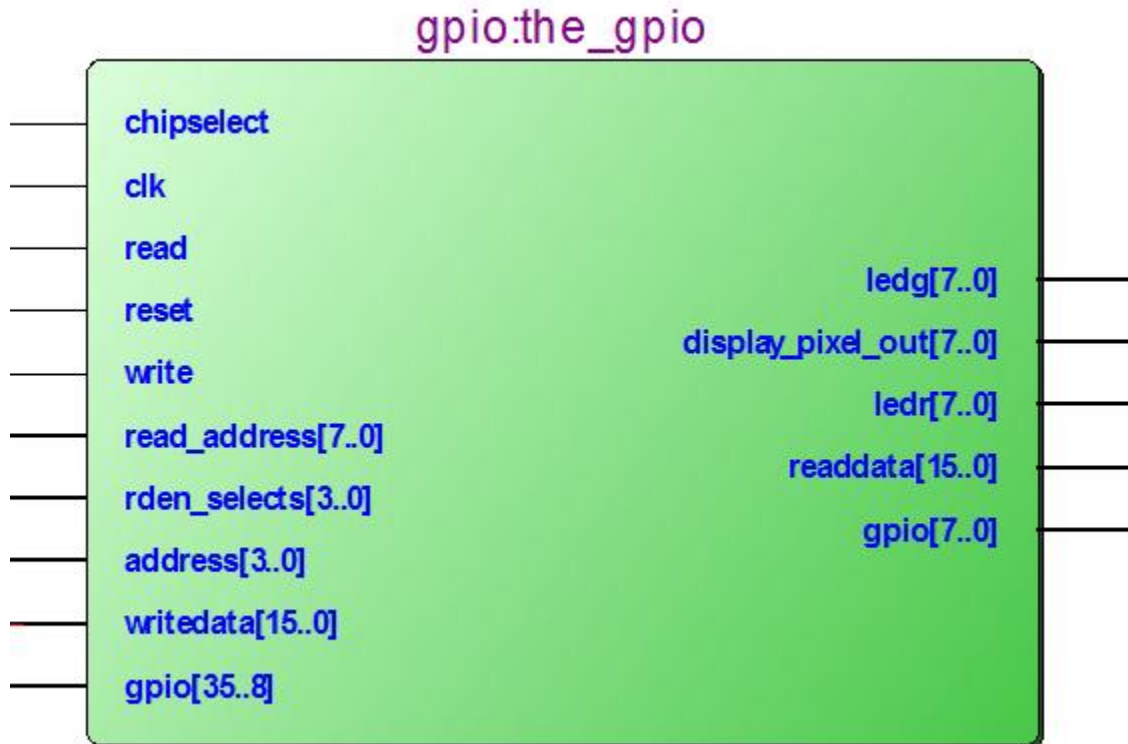 gpio:the_gpio
chipselect
clk
read
reset
write
read_address[7..0]
rden_selects[3..0]
address[3..0]
writedata[15..0]
gpio[35..8]
ledg[7..0]
display_pixel_out[7..0]
ledr[7..0]
readdata[15..0]
gpio[7..0]